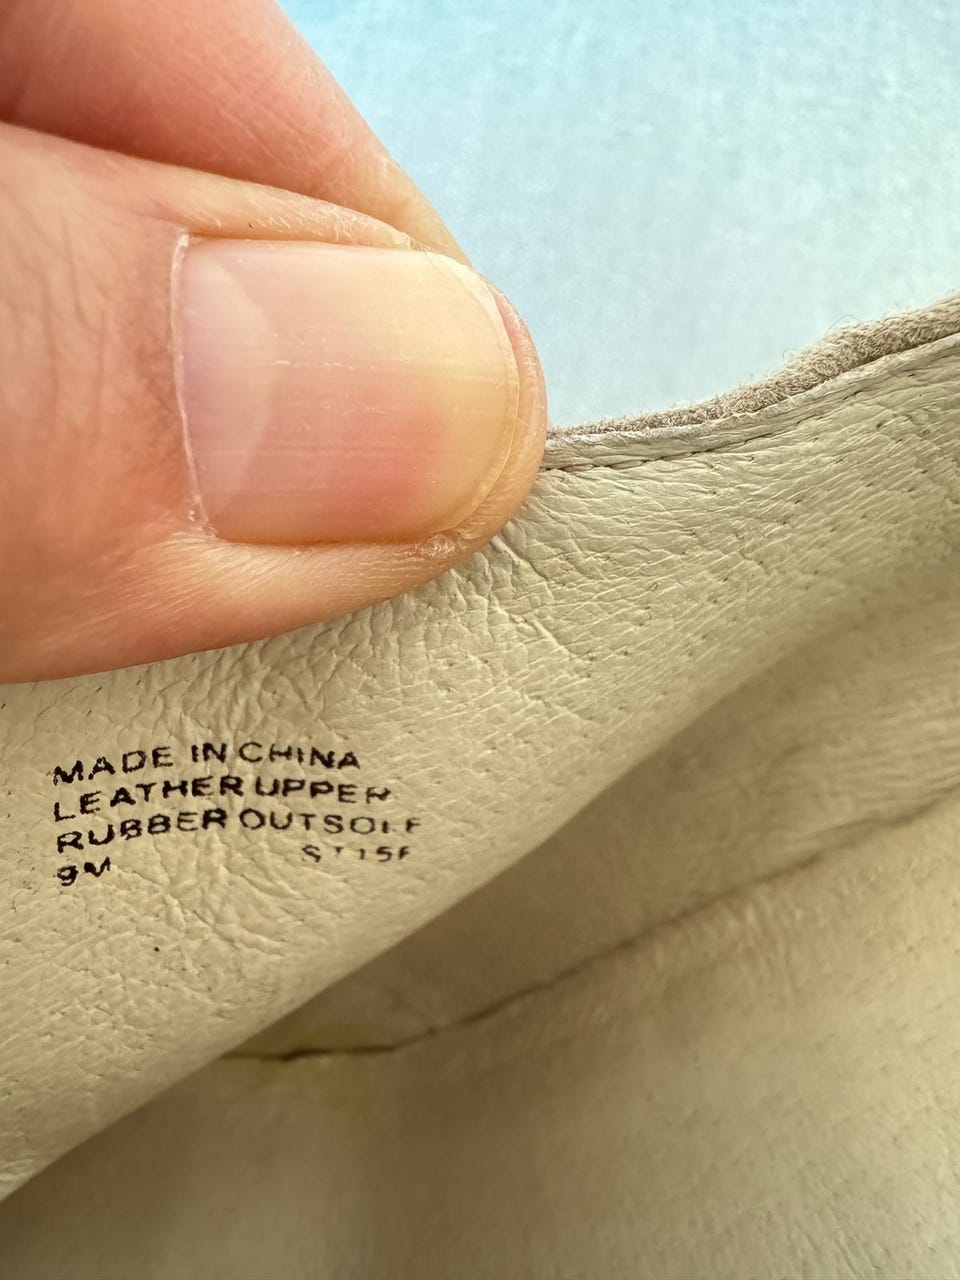 MADE IN CHINA
LEATHER UPPER
RUBBER OUTSOLE
9M